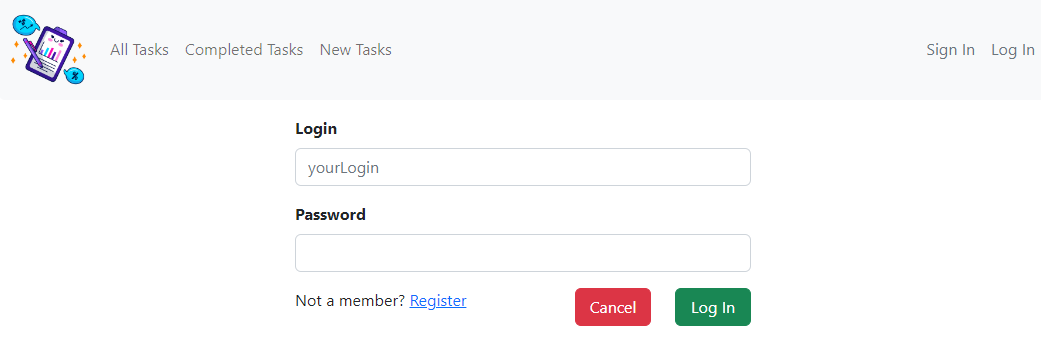 All Tasks Completed Tasks New Tasks Sign In Log In
Login
yourLogin
Password
Not a member? Register Cancel Log In